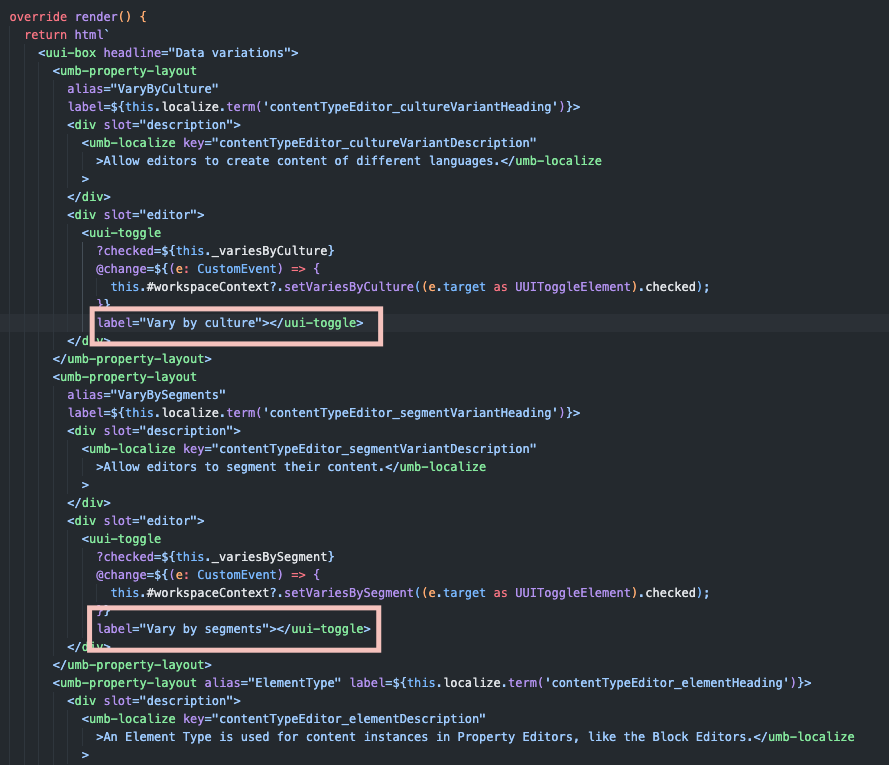 override render() {
return html`
<uui-box headline="Data variations">
<umb-property-layout
alias="VaryByCulture"
label=${this.localize.term('contentTypeEditor_cultureVariantHeading')}>
<div slot="description">
<umb-localize key="contentTypeEditor_cultureVariantDescription"
>Allow editors to create content of different languages.</umb-localize
>
</div>
<div slot="editor">
<uui-toggle
?checked=${this._variesByCulture}
@change=${(e: CustomEvent) => {
this.#workspaceContext?.setVariesByCulture((e.target as UUIToggleElement).checked);
}}
label="Vary by culture"></uui-toggle>
</div>
</umb-property-layout>
<umb-property-layout
alias="VaryBySegments"
label=${this.localize.term('contentTypeEditor_segmentVariantHeading')}>
<div slot="description">
<umb-localize key="contentTypeEditor_segmentVariantDescription"
>Allow editors to segment their content.</umb-localize
>
</div>
<div slot="editor">
<uui-toggle
?checked=${this._variesBySegment}
@change=${(e: CustomEvent) => {
this.#workspaceContext?.setVariesBySegment((e.target as UUIToggleElement).checked);
}}
label="Vary by segments"></uui-toggle>
</div>
</umb-property-layout>
<umb-property-layout alias="ElementType" label=${this.localize.term('contentTypeEditor_elementHeading')}>
<div slot="description">
<umb-localize key="contentTypeEditor_elementDescription"
>An Element Type is used for content instances in Property Editors, like the Block Editors.</umb-localize
>